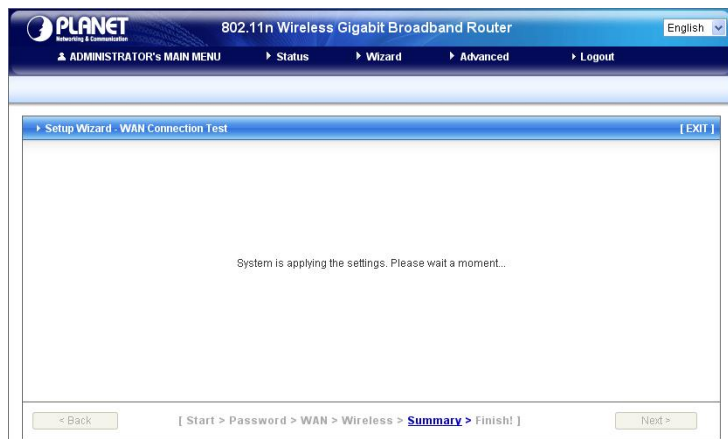 PLANET
Networking & Communication
802.11n Wireless Gigabit Broadband Router
English
ADMINISTRATOR's MAIN MENU
Status
Wizard
Advanced
Logout
Setup Wizard - WAN Connection Test
[ EXIT ]
System is applying the settings. Please wait a moment...
< Back
[ Start > Password > WAN > Wireless > Summary > Finish! ]
Next >